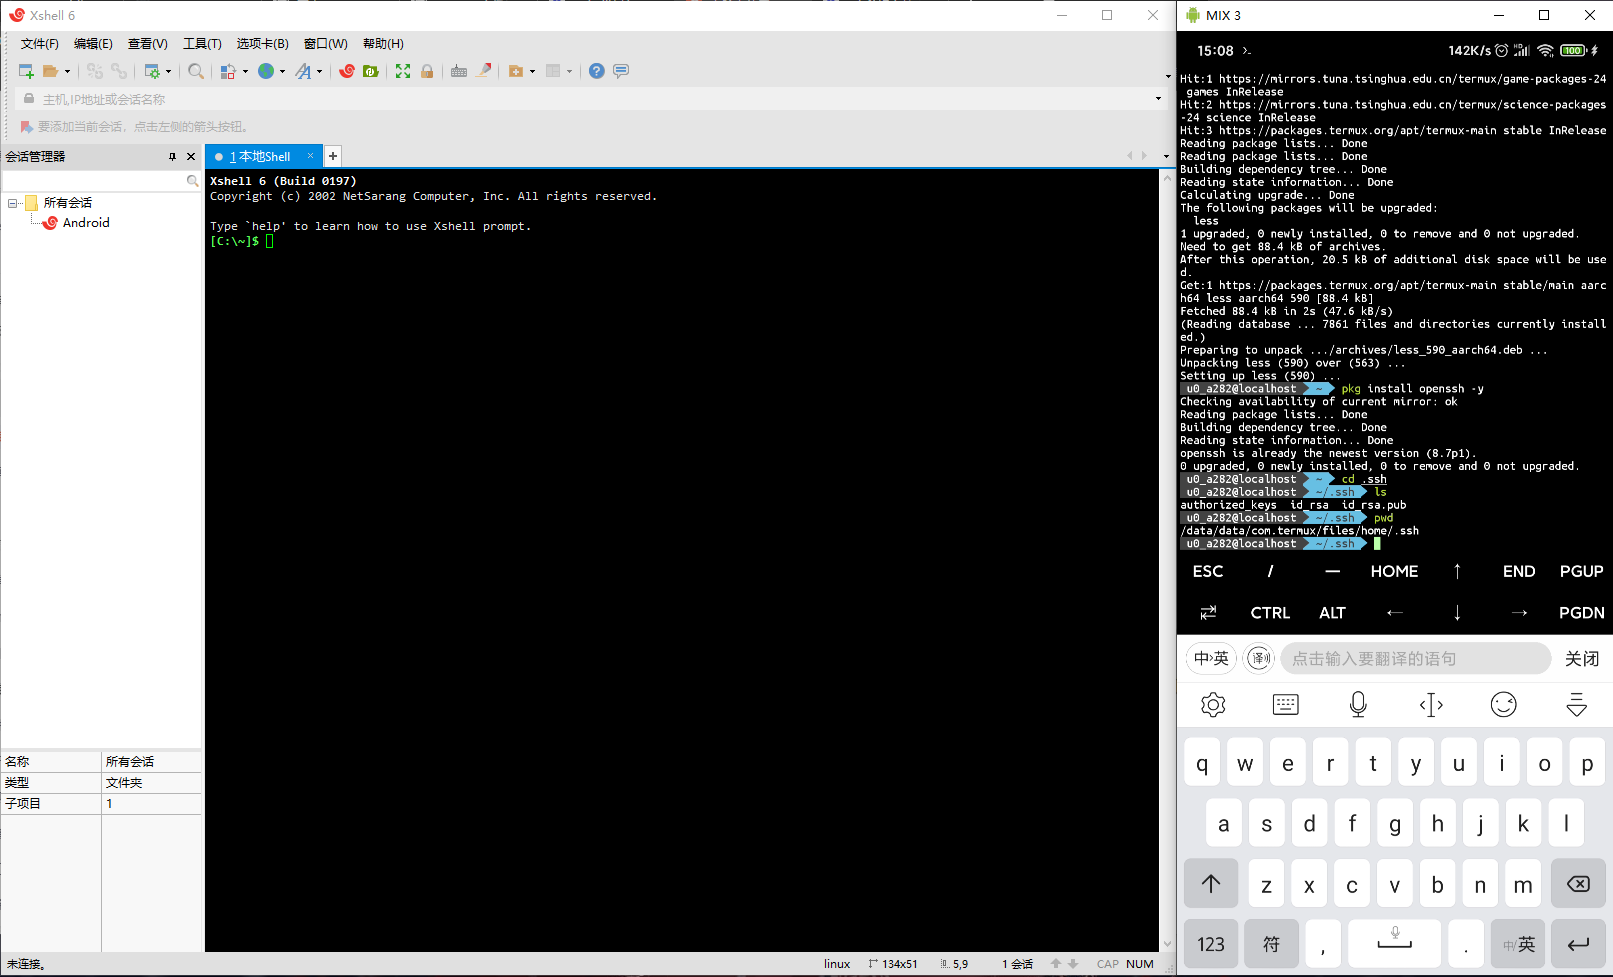 Xshell 6
文件(F) 编辑(E) 查看(V) 工具(T) 选项卡(B) 窗口(W) 帮助(H)
主机,IP地址或会话名称
要添加当前会话，点击左侧的箭头按钮。
会话管理器
所有会话
Android
名称 所有会话
类型 文件夹
子项目 1
1 本地Shell
Xshell 6 (Build 0197)
Copyright (c) 2002 NetSarang Computer, Inc. All rights reserved.
Type `help' to learn how to use Xshell prompt.
[C:\~]$
未连接。
linux 134x51 5,9 1 会话 CAP NUM
MIX 3
15:08 142K/s HD 100
Hit:1 https://mirrors.tuna.tsinghua.edu.cn/termux/game-packages-24
games InRelease
Hit:2 https://mirrors.tuna.tsinghua.edu.cn/termux/science-packages
-24 science InRelease
Hit:3 https://packages.termux.org/apt/termux-main stable InRelease
Reading package lists... Done
Reading package lists... Done
Building dependency tree... Done
Reading state information... Done
Calculating upgrade... Done
The following packages will be upgraded:
less
1 upgraded, 0 newly installed, 0 to remove and 0 not upgraded.
Need to get 88.4 kB of archives.
After this operation, 20.5 kB of additional disk space will be use
d.
Get:1 https://packages.termux.org/apt/termux-main stable/main aarc
h64 less aarch64 590 [88.4 kB]
Fetched 88.4 kB in 2s (47.6 kB/s)
(Reading database ... 7861 files and directories currently install
ed.)
Preparing to unpack .../archives/less_590_aarch64.deb ...
Unpacking less (590) over (563) ...
Setting up less (590) ...
u0_a282@localhost ~ pkg install openssh -y
Checking availability of current mirror: ok
Reading package lists... Done
Building dependency tree... Done
Reading state information... Done
openssh is already the newest version (8.7p1).
0 upgraded, 0 newly installed, 0 to remove and 0 not upgraded.
u0_a282@localhost ~ cd .ssh
u0_a282@localhost ~/.ssh ls
authorized_keys id_rsa id_rsa.pub
u0_a282@localhost ~/.ssh pwd
/data/data/com.termux/files/home/.ssh
u0_a282@localhost ~/.ssh
ESC / — HOME ↑ END PGUP
⇄ CTRL ALT ← ↓ → PGDN
中›英 译 点击输入要翻译的语句 关闭
q w e r t y u i o p
a s d f g h j k l
z x c v b n m
123 符 , . 中/英